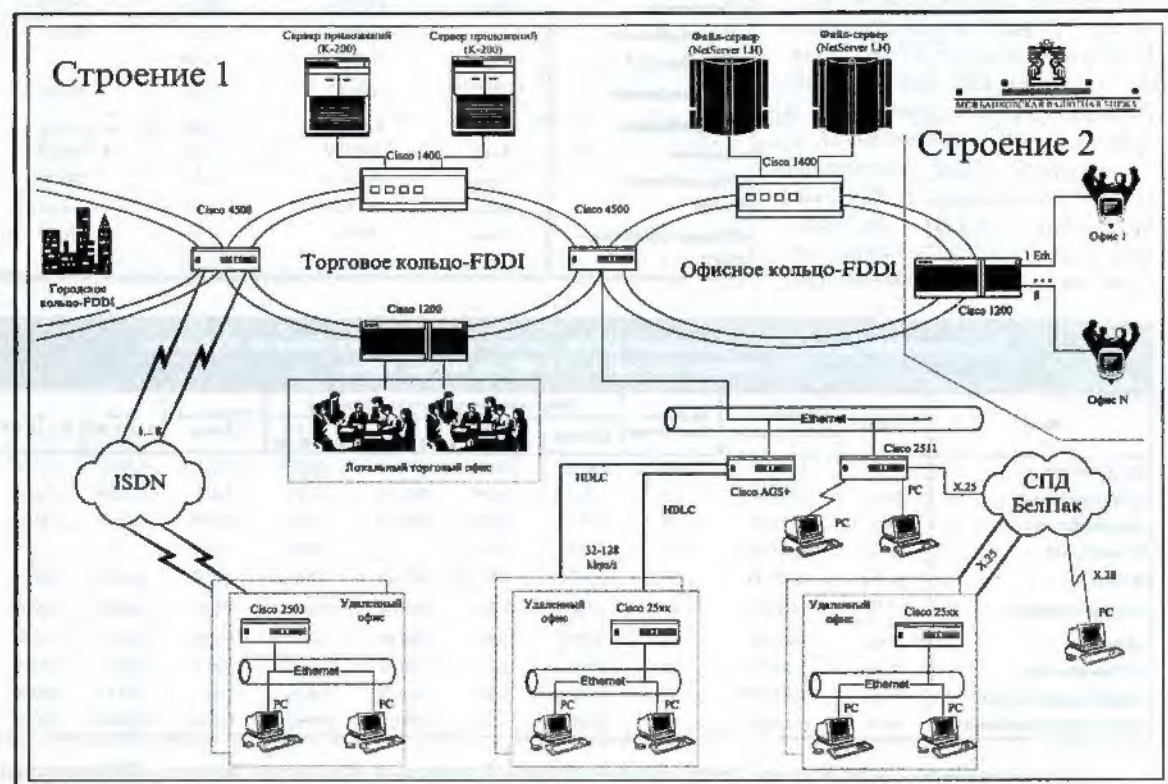 Сервер приложений
(K-200)
Сервер приложений
(K-200)
Файл-сервер
(NetServer LH)
Файл-сервер
(NetServer LH)
Строение 1
МЕЖБАНКОВСКАЯ ВАЛЮТНАЯ БИРЖА
Строение 2
Cisco 1400
Cisco 1400
Cisco 4500
Cisco 4500
Офис 1
Городское
кольцо-FDDI
Торговое кольцо-FDDI
Офисное кольцо-FDDI
1 Eth.
Cisco 1200
Cisco 1200
Офис N
Ethernet
Локальный торговый офис
ISDN
HDLC
HDLC
Cisco AGS+
Cisco 2511
PC
PC
X.25
СПД
БелПак
32-128
kbps/s
X.25
X.28
PC
Cisco 2503
Удаленный
офис
Ethernet
PC
PC
Удаленный
офис
Cisco 25xx
Ethernet
PC
PC
Удаленный
офис
Cisco 25xx
Ethernet
PC
PC